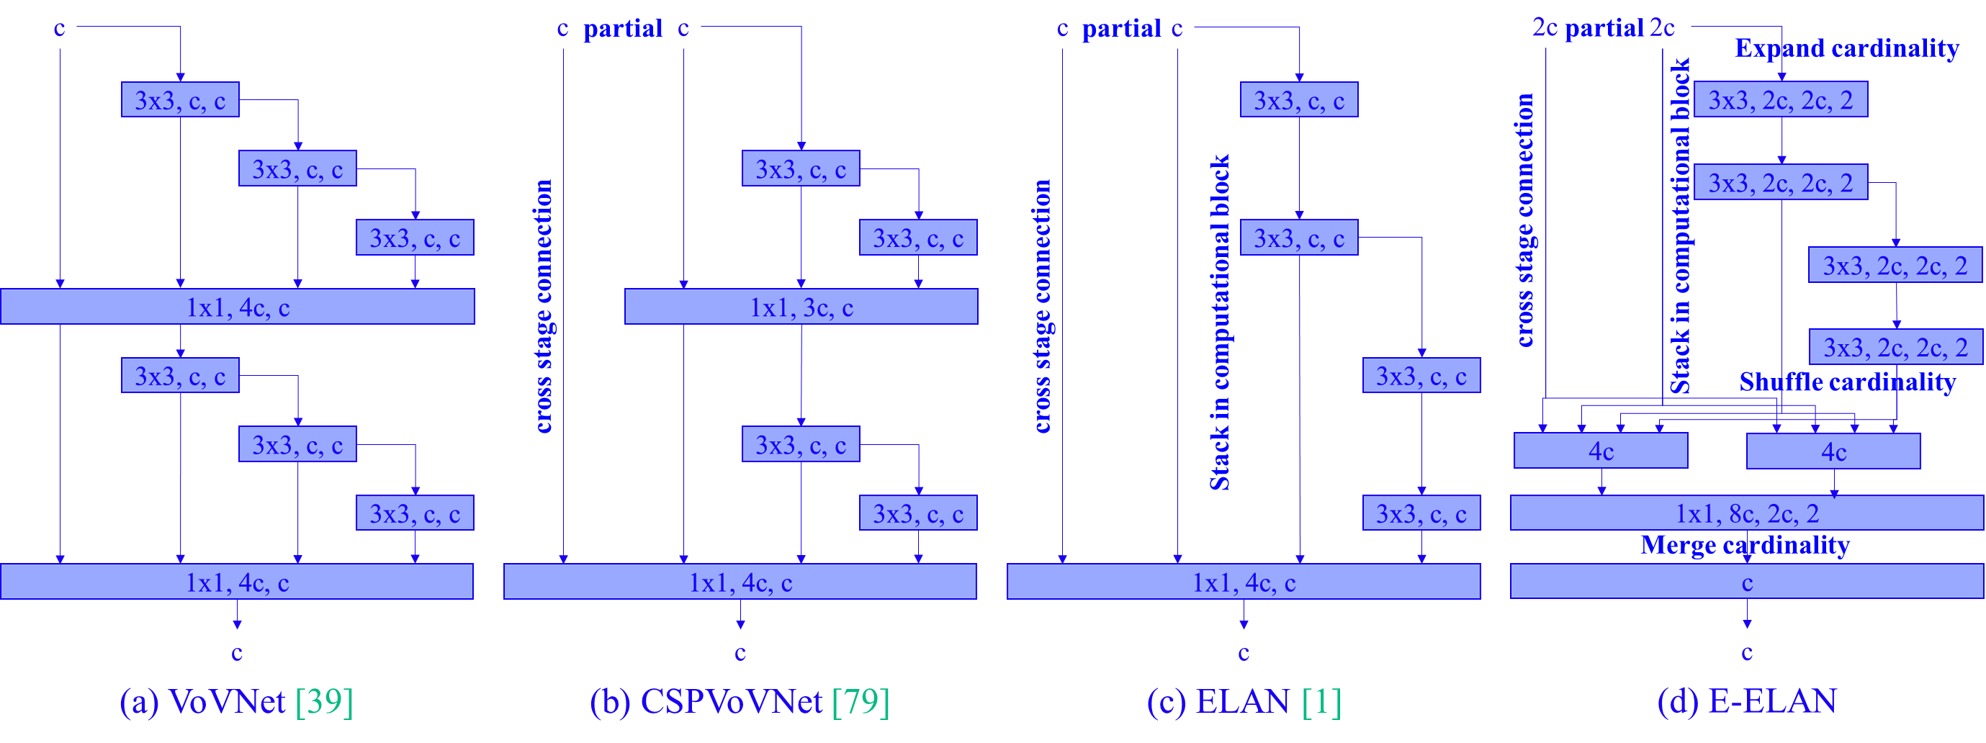 c
3x3, c, c
3x3, c, c
3x3, c, c
1x1, 4c, c
3x3, c, c
3x3, c, c
3x3, c, c
1x1, 4c, c
c
(a) VoVNet [39]
c partial c
cross stage connection
3x3, c, c
3x3, c, c
1x1, 3c, c
3x3, c, c
3x3, c, c
1x1, 4c, c
c
(b) CSPVoVNet [79]
c partial c
cross stage connection
Stack in computational block
3x3, c, c
3x3, c, c
3x3, c, c
3x3, c, c
1x1, 4c, c
c
(c) ELAN [1]
2c partial 2c
Expand cardinality
cross stage connection
Stack in computational block
3x3, 2c, 2c, 2
3x3, 2c, 2c, 2
3x3, 2c, 2c, 2
3x3, 2c, 2c, 2
Shuffle cardinality
4c
4c
1x1, 8c, 2c, 2
Merge cardinality
c
c
(d) E-ELAN